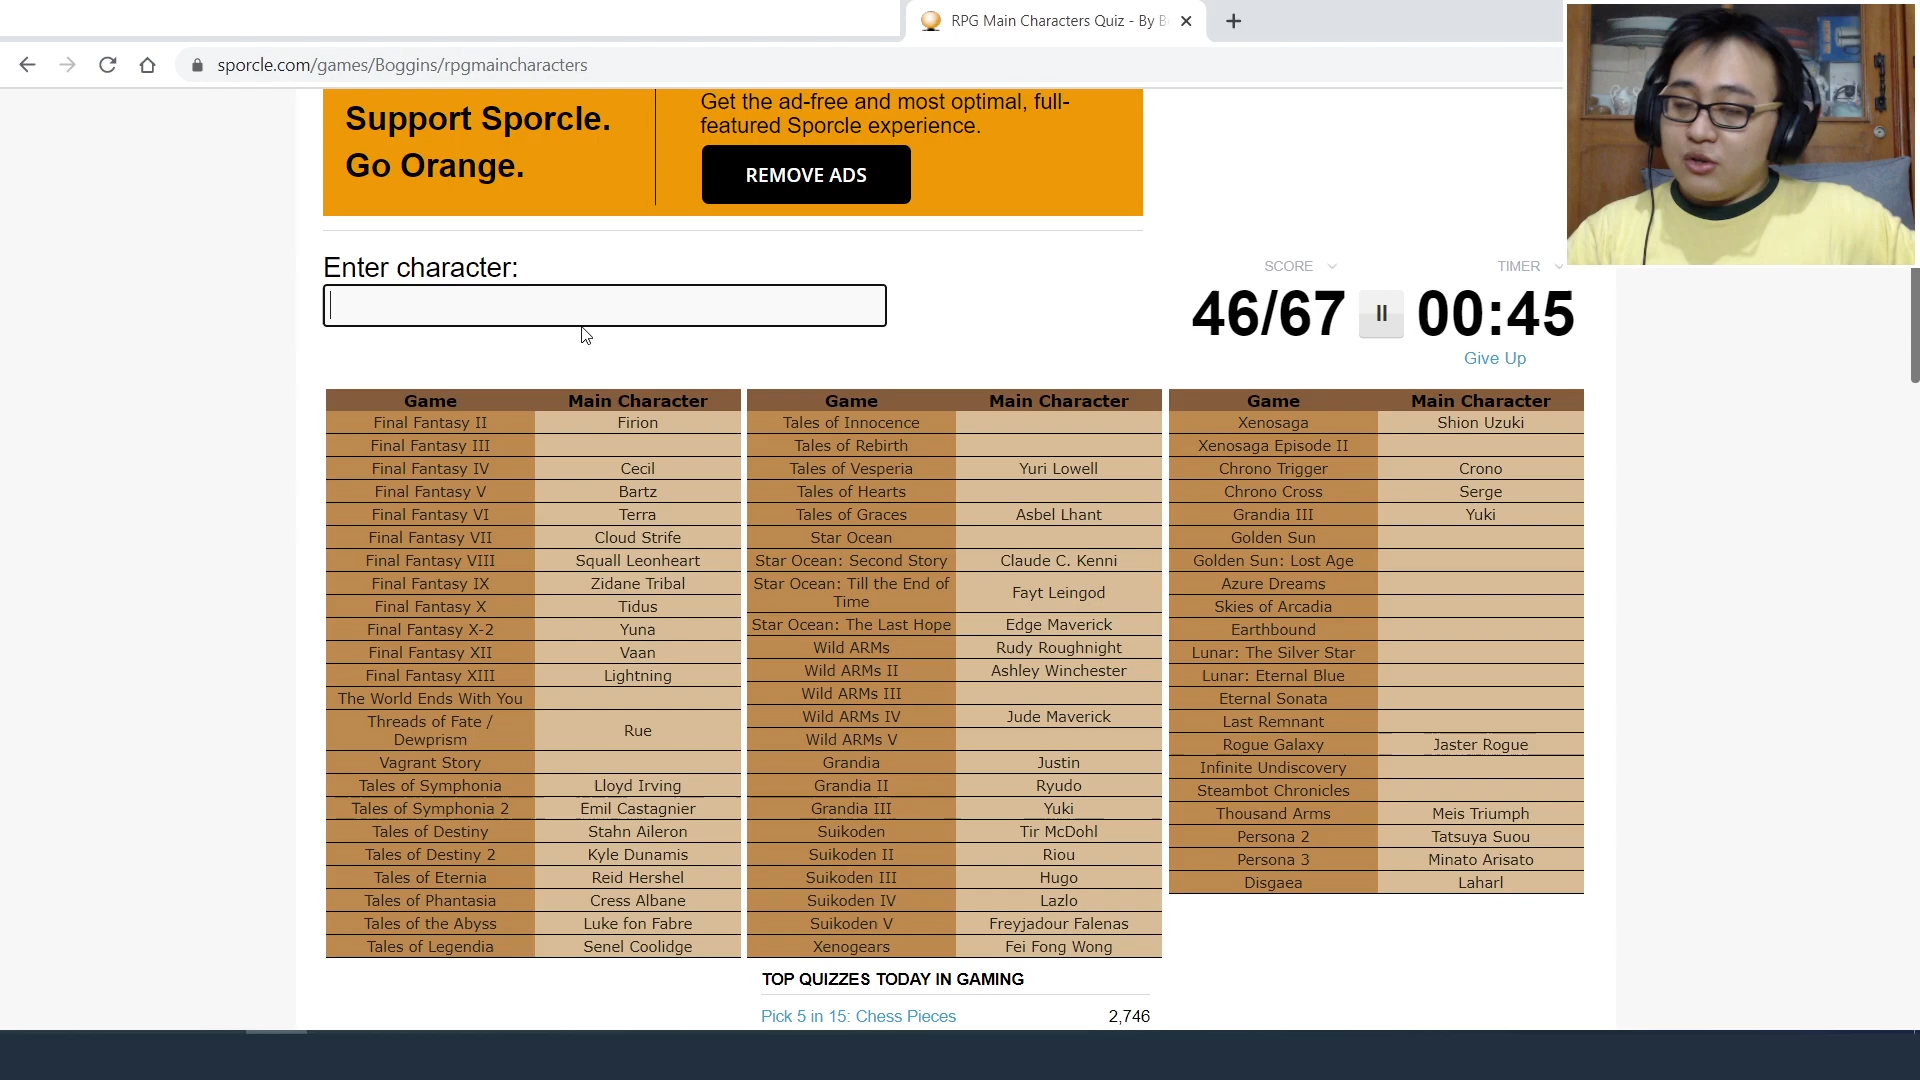 RPG Main Characters Quiz - By B
sporcle.com/games/Boggins/rpgmaincharacters
Support Sporcle.
Go Orange.
Get the ad-free and most optimal, full-
featured Sporcle experience.
REMOVE ADS
Enter character:
SCORE
TIMER
46/67
00:45
Give Up
Game Main Character
Final Fantasy II Firion
Final Fantasy III
Final Fantasy IV Cecil
Final Fantasy V Bartz
Final Fantasy VI Terra
Final Fantasy VII Cloud Strife
Final Fantasy VIII Squall Leonheart
Final Fantasy IX Zidane Tribal
Final Fantasy X Tidus
Final Fantasy X-2 Yuna
Final Fantasy XII Vaan
Final Fantasy XIII Lightning
The World Ends With You
Threads of Fate /
Dewprism
Rue
Vagrant Story
Tales of Symphonia Lloyd Irving
Tales of Symphonia 2 Emil Castagnier
Tales of Destiny Stahn Aileron
Tales of Destiny 2 Kyle Dunamis
Tales of Eternia Reid Hershel
Tales of Phantasia Cress Albane
Tales of the Abyss Luke fon Fabre
Tales of Legendia Senel Coolidge
Game Main Character
Tales of Innocence
Tales of Rebirth
Tales of Vesperia Yuri Lowell
Tales of Hearts
Tales of Graces Asbel Lhant
Star Ocean
Star Ocean: Second Story Claude C. Kenni
Star Ocean: Till the End of
Time
Fayt Leingod
Star Ocean: The Last Hope Edge Maverick
Wild ARMs Rudy Roughnight
Wild ARMs II Ashley Winchester
Wild ARMs III
Wild ARMs IV Jude Maverick
Wild ARMs V
Grandia Justin
Grandia II Ryudo
Grandia III Yuki
Suikoden Tir McDohl
Suikoden II Riou
Suikoden III Hugo
Suikoden IV Lazlo
Suikoden V Freyjadour Falenas
Xenogears Fei Fong Wong
Game Main Character
Xenosaga Shion Uzuki
Xenosaga Episode II
Chrono Trigger Crono
Chrono Cross Serge
Grandia III Yuki
Golden Sun
Golden Sun: Lost Age
Azure Dreams
Skies of Arcadia
Earthbound
Lunar: The Silver Star
Lunar: Eternal Blue
Eternal Sonata
Last Remnant
Rogue Galaxy Jaster Rogue
Infinite Undiscovery
Steambot Chronicles
Thousand Arms Meis Triumph
Persona 2 Tatsuya Suou
Persona 3 Minato Arisato
Disgaea Laharl
TOP QUIZZES TODAY IN GAMING
Pick 5 in 15: Chess Pieces 2,746